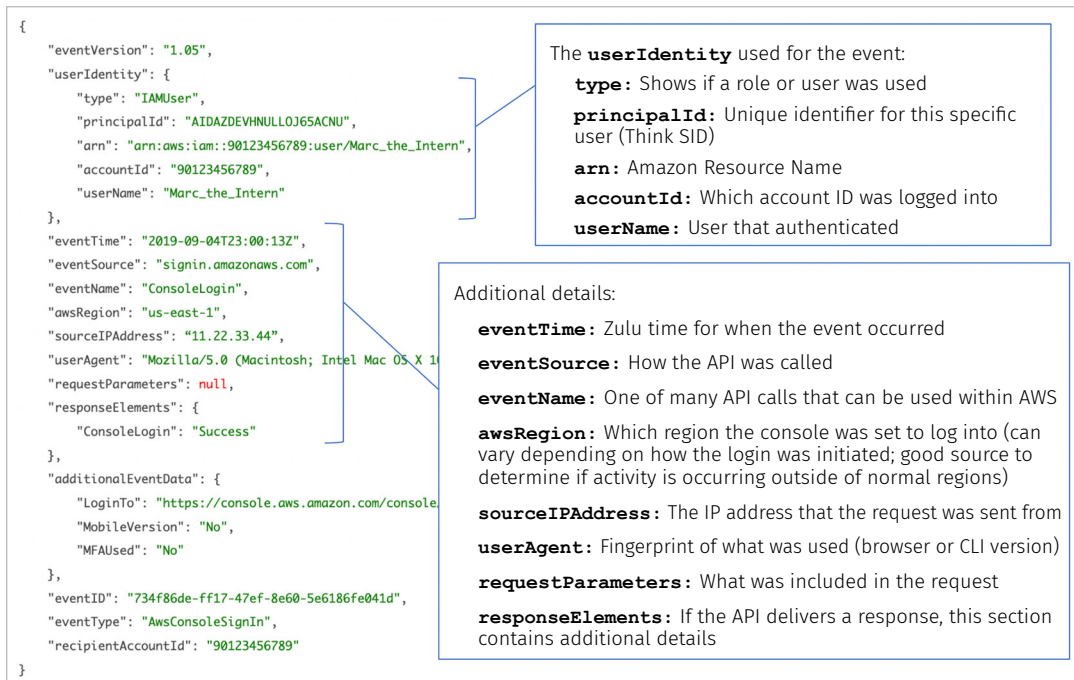 {
"eventVersion": "1.05",
"userIdentity": {
"type": "IAMUser",
"principalId": "AIDAZDEVHNULLOJ65ACNU",
"arn": "arn:aws:iam::90123456789:user/Marc_the_Intern",
"accountId": "90123456789",
"userName": "Marc_the_Intern"
},
"eventTime": "2019-09-04T23:00:13Z",
"eventSource": "signin.amazonaws.com",
"eventName": "ConsoleLogin",
"awsRegion": "us-east-1",
"sourceIPAddress": “11.22.33.44",
"userAgent": "Mozilla/5.0 (Macintosh; Intel Mac OS X 10
"requestParameters": null,
"responseElements": {
"ConsoleLogin": "Success"
},
"additionalEventData": {
"LoginTo": "https://console.aws.amazon.com/console/
"MobileVersion": "No",
"MFAUsed": "No"
},
"eventID": "734f86de-ff17-47ef-8e60-5e6186fe041d",
"eventType": "AwsConsoleSignIn",
"recipientAccountId": "90123456789"
}
The userIdentity used for the event:
type: Shows if a role or user was used
principalId: Unique identifier for this specific
user (Think SID)
arn: Amazon Resource Name
accountId: Which account ID was logged into
userName: User that authenticated
Additional details:
eventTime: Zulu time for when the event occurred
eventSource: How the API was called
eventName: One of many API calls that can be used within AWS
awsRegion: Which region the console was set to log into (can
vary depending on how the login was initiated; good source to
determine if activity is occurring outside of normal regions)
sourceIPAddress: The IP address that the request was sent from
userAgent: Fingerprint of what was used (browser or CLI version)
requestParameters: What was included in the request
responseElements: If the API delivers a response, this section
contains additional details